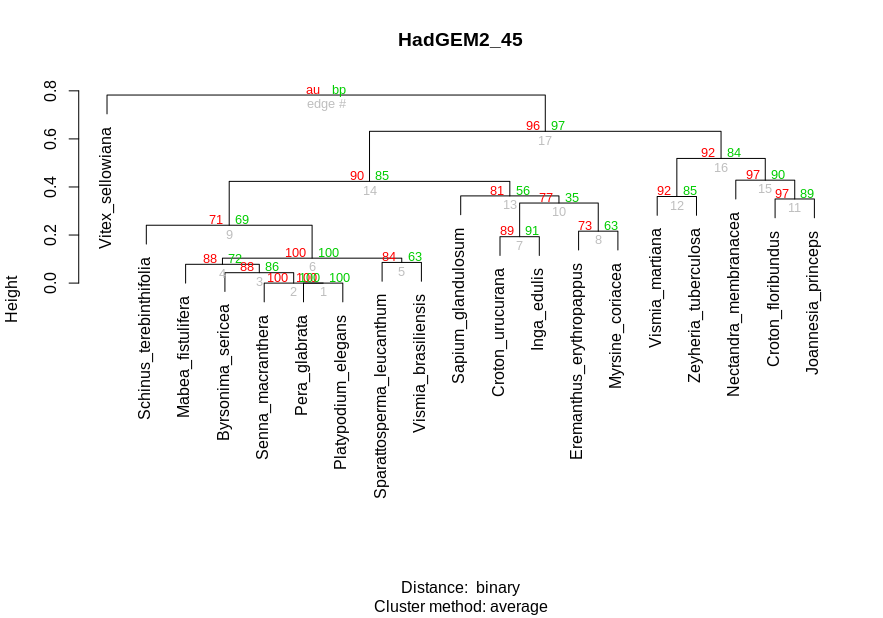 HadGEM2_45
Height
0.0 0.2 0.4 0.6 0.8
au bp
edge #
96 97
17
92 84
16
90 85
14
97 90
15
81 56
13
77 35
10
92 85
12
97 89
11
71 69
9
89 91
7
73 63
8
100 100
6
84 63
5
88 72
4
88 86
3
100 100
2
100
1
Vitex_sellowiana
Schinus_terebinthifolia
Mabea_fistulifera
Byrsonima_sericea
Senna_macranthera
Pera_glabrata
Platypodium_elegans
Sparattosperma_leucanthum
Vismia_brasiliensis
Sapium_glandulosum
Croton_urucurana
Inga_edulis
Eremanthus_erythropappus
Myrsine_coriacea
Vismia_martiana
Zeyheria_tuberculosa
Nectandra_membranacea
Croton_floribundus
Joannesia_princeps
Distance: binary
Cluster method: average